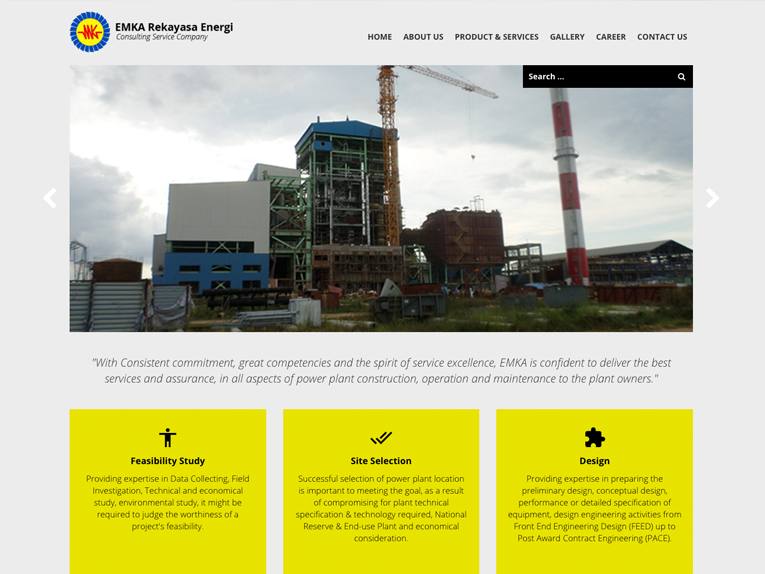 EMKA Rekayasa Energi
Consulting Service Company
HOME ABOUT US PRODUCT & SERVICES GALLERY CAREER CONTACT US
Search ...
"With Consistent commitment, great competencies and the spirit of service excellence, EMKA is confident to deliver the best
services and assurance, in all aspects of power plant construction, operation and maintenance to the plant owners."
Feasibility Study
Providing expertise in Data Collecting, Field
Investigation, Technical and economical
study, environmental study, it might be
required to judge the worthiness of a
project's feasibility.
Site Selection
Successful selection of power plant location
is important to meeting the goal, as a result
of compromising for plant technical
specification & technology required, National
Reserve & End-use Plant and economical
consideration.
Design
Providing expertise in preparing the
preliminary design, conceptual design,
performance or detailed specification of
equipment, design engineering activities from
Front End Engineering Design (FEED) up to
Post Award Contract Engineering (PACE).